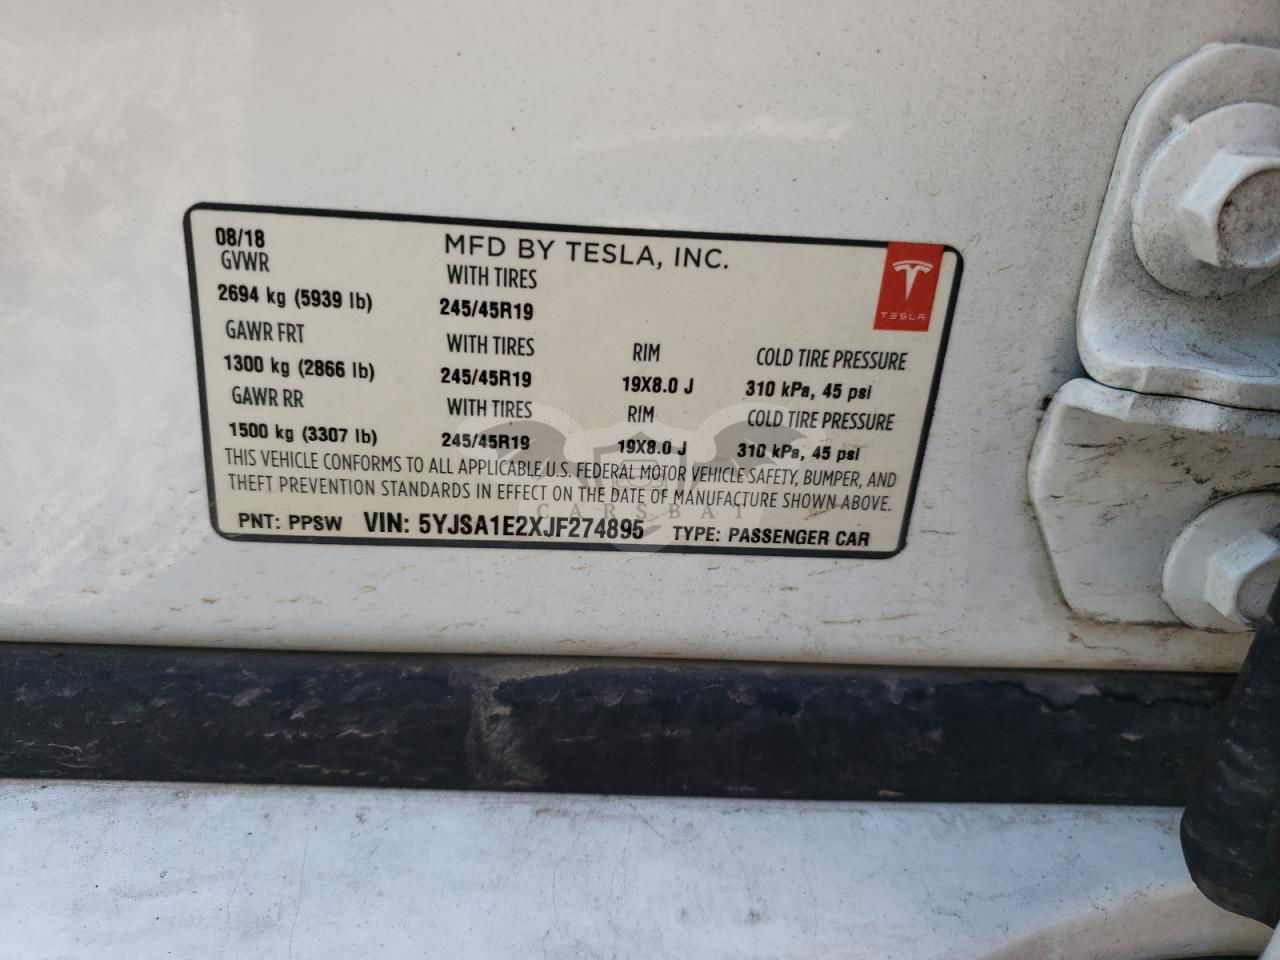 08/18 MFD BY TESLA, INC.
GVWR WITH TIRES
2694 kg (5939 lb) 245/45R19
TESLA
GAWR FRT WITH TIRES RIM COLD TIRE PRESSURE
1300 kg (2866 lb) 245/45R19 19X8.0 J 310 kPa, 45 psi
GAWR RR WITH TIRES RIM COLD TIRE PRESSURE
1500 kg (3307 lb) 245/45R19 19X8.0 J 310 kPa, 45 psi
THIS VEHICLE CONFORMS TO ALL APPLICABLE U.S. FEDERAL MOTOR VEHICLE SAFETY, BUMPER, AND
THEFT PREVENTION STANDARDS IN EFFECT ON THE DATE OF MANUFACTURE SHOWN ABOVE.
CARSBAT
PNT: PPSW VIN: 5YJSA1E2XJF274895 TYPE: PASSENGER CAR